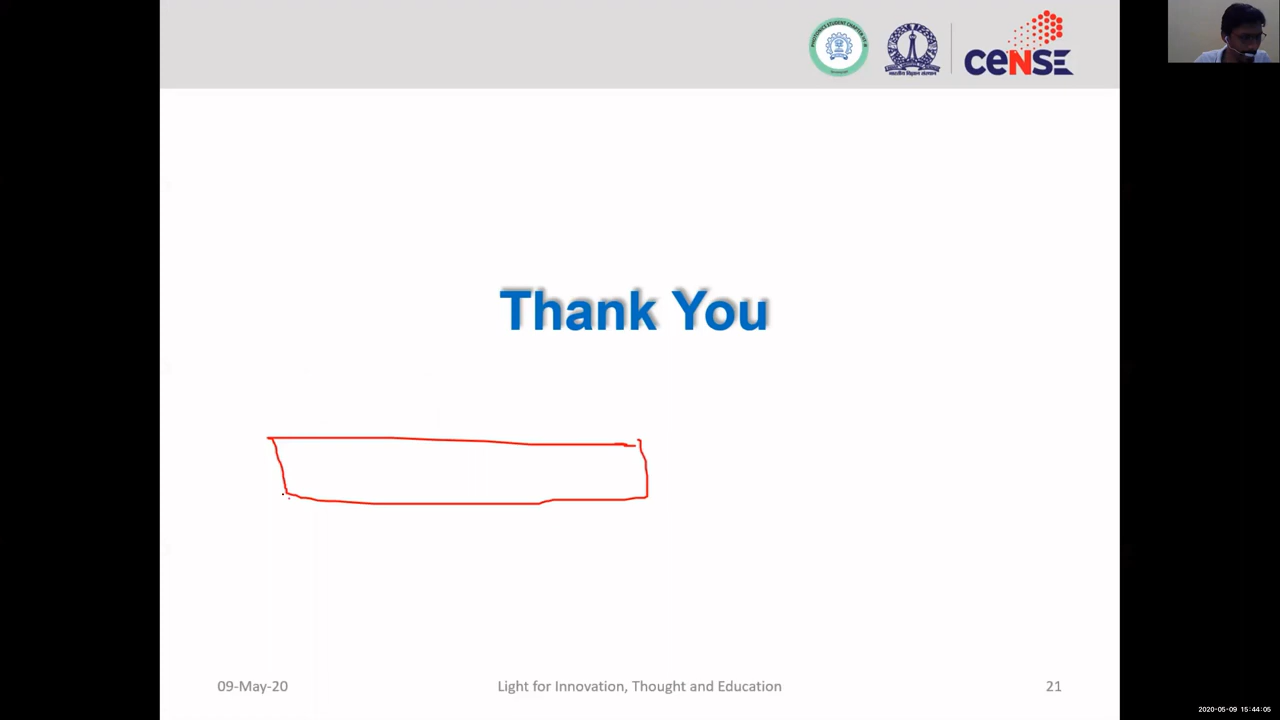 CeNSE
Thank You
09-May-20
Light for Innovation, Thought and Education
21
2020-05-09 15:44:05